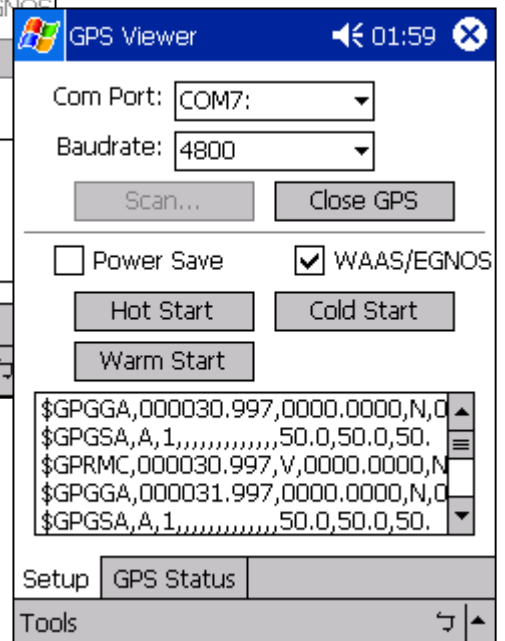 GNOS
GPS Viewer 01:59
Com Port: COM7:
Baudrate: 4800
Scan... Close GPS
Power Save WAAS/EGNOS
Hot Start Cold Start
Warm Start
$GPGGA,000030.997,0000.0000,N,0
$GPGSA,A,1,,,,,,,,,,,,,50.0,50.0,50.
$GPRMC,000030.997,V,0000.0000,N
$GPGGA,000031.997,0000.0000,N,0
$GPGSA,A,1,,,,,,,,,,,,,50.0,50.0,50.
Setup GPS Status
Tools